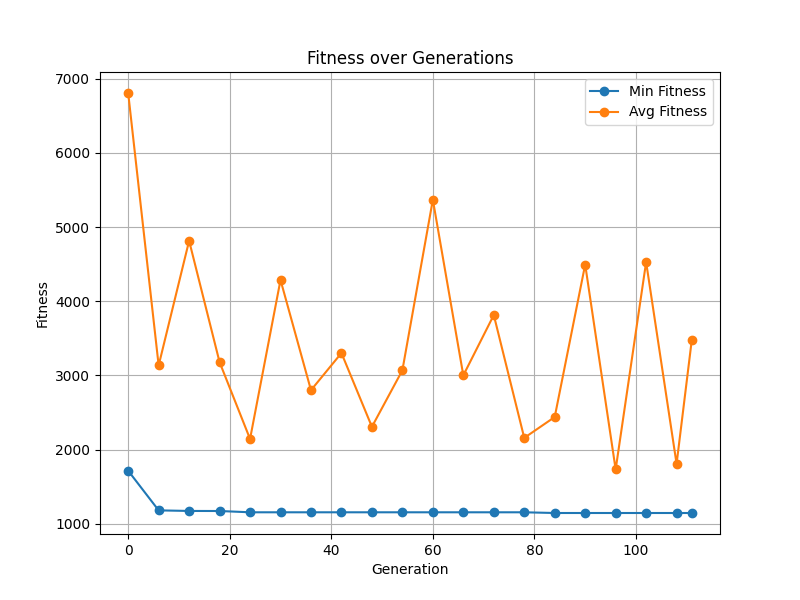 Fitness over Generations
Min Fitness
Avg Fitness
7000
6000
5000
4000
3000
2000
1000
Fitness
0 20 40 60 80 100
Generation